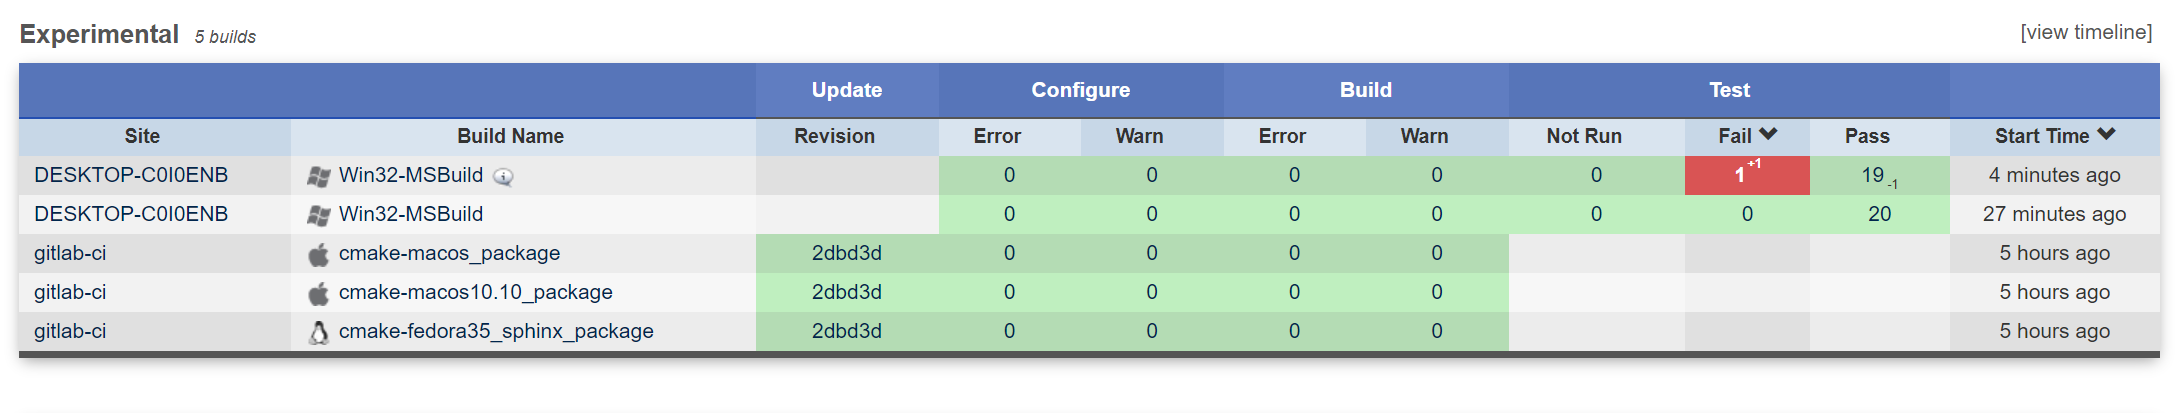 Experimental 5 builds [view timeline]
Update Configure Build Test
Site Build Name Revision Error Warn Error Warn Not Run Fail Pass Start Time
DESKTOP-C0I0ENB Win32-MSBuild 0 0 0 0 0 1 +1 19 -1 4 minutes ago
DESKTOP-C0I0ENB Win32-MSBuild 0 0 0 0 0 0 20 27 minutes ago
gitlab-ci cmake-macos_package 2dbd3d 0 0 0 0 5 hours ago
gitlab-ci cmake-macos10.10_package 2dbd3d 0 0 0 0 5 hours ago
gitlab-ci cmake-fedora35_sphinx_package 2dbd3d 0 0 0 0 5 hours ago